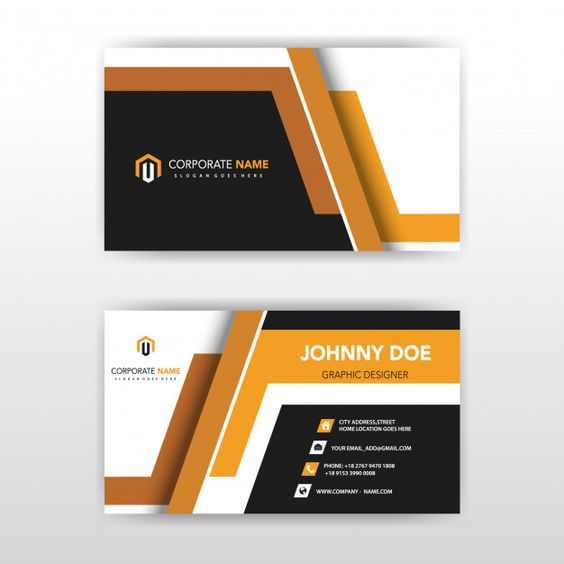 CORPORATE NAME
SLOGAN GOES HERE
CORPORATE NAME
SLOGAN GOES HERE
JOHNNY DOE
GRAPHIC DESIGNER
CITY ADDRESS,STREET
HOME LOCATION GOES HERE
YOUR EMAIL_ADD@GMAIL.COM
PHONE: +18 2767 9470 1808
+18 9153 3990 0008
WWW.COMPANY - NAME.COM